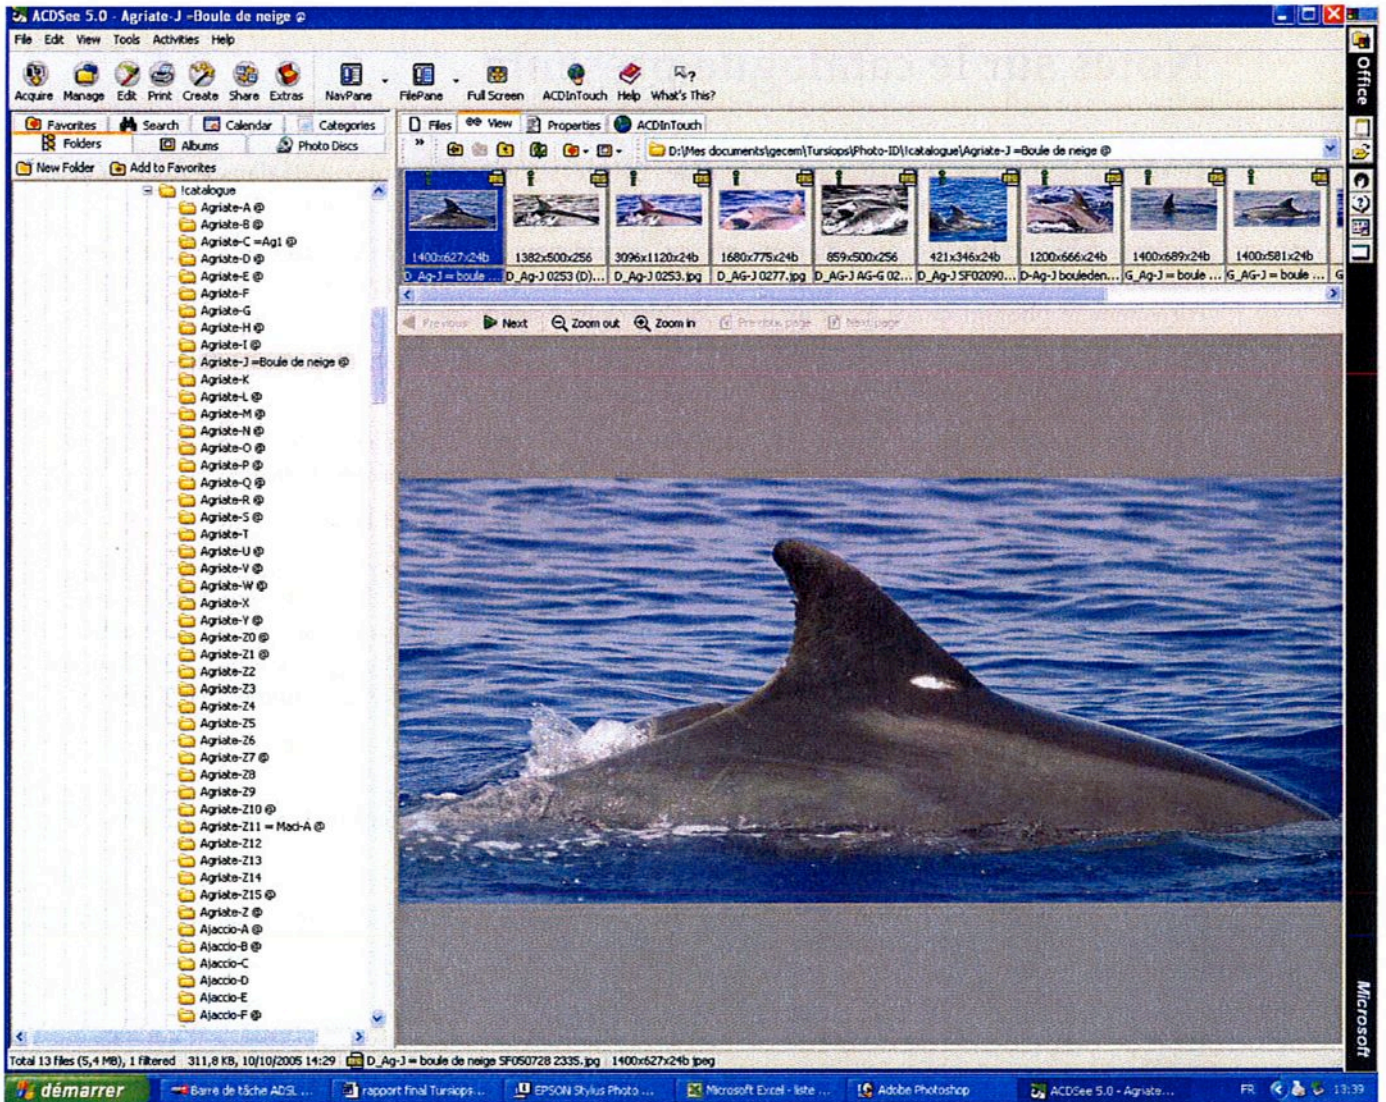 ACDSee 5.0 - Agriate-J =Boule de neige @
File Edit View Tools Activities Help
Acquire Manage Edit Print Create Share Extras NavPane FilePane Full Screen ACDInTouch Help What's This?
Favorites Search Calendar Categories
Folders Albums Photo Discs
New Folder Add to Favorites
!catalogue
Agriate-A @
Agriate-B @
Agriate-C =Ag1 @
Agriate-D @
Agriate-E @
Agriate-F
Agriate-G
Agriate-H @
Agriate-I @
Agriate-J =Boule de neige @
Agriate-K
Agriate-L @
Agriate-M @
Agriate-N @
Agriate-O @
Agriate-P @
Agriate-Q @
Agriate-R @
Agriate-S @
Agriate-T
Agriate-U @
Agriate-V @
Agriate-W @
Agriate-X
Agriate-Y @
Agriate-Z0 @
Agriate-Z1 @
Agriate-Z2
Agriate-Z3
Agriate-Z4
Agriate-Z5
Agriate-Z6
Agriate-Z7 @
Agriate-Z8
Agriate-Z9
Agriate-Z10 @
Agriate-Z11 = Maci-A @
Agriate-Z12
Agriate-Z13
Agriate-Z14
Agriate-Z15 @
Agriate-Z @
Ajaccio-A @
Ajaccio-B @
Ajaccio-C
Ajaccio-D
Ajaccio-E
Ajaccio-F @
Files View Properties ACDInTouch
D:\Mes documents\gecem\Tursiops\Photo-ID\!catalogue\Agriate-J =Boule de neige @
1400x627x24b 1382x500x256 3096x1120x24b 1680x775x24b 859x500x256 421x346x24b 1200x666x24b 1400x689x24b 1400x581x24b
D_Ag-J = boule ... D_Ag-J 0253 (D)... D_Ag-J 0253.jpg D_AG-J 0277.jpg D_AG-J AG-G 02... D_Ag-J SF02090... D-Ag-J bouleden... G_Ag-J = boule ... G_AG-J = boule ...
Previous Next Zoom out Zoom in Previous page Next page
Total 13 files (5,4 MB), 1 filtered 311,8 KB, 10/10/2005 14:29 D_Ag-J = boule de neige SF050728 2335.jpg 1400x627x24b jpeg
démarrer Barre de tâche ADSL ... rapport final Tursiops... EPSON Stylus Photo ... Microsoft Excel - liste ... Adobe Photoshop ACDSee 5.0 - Agriate... FR 13:39
Office
Microsoft